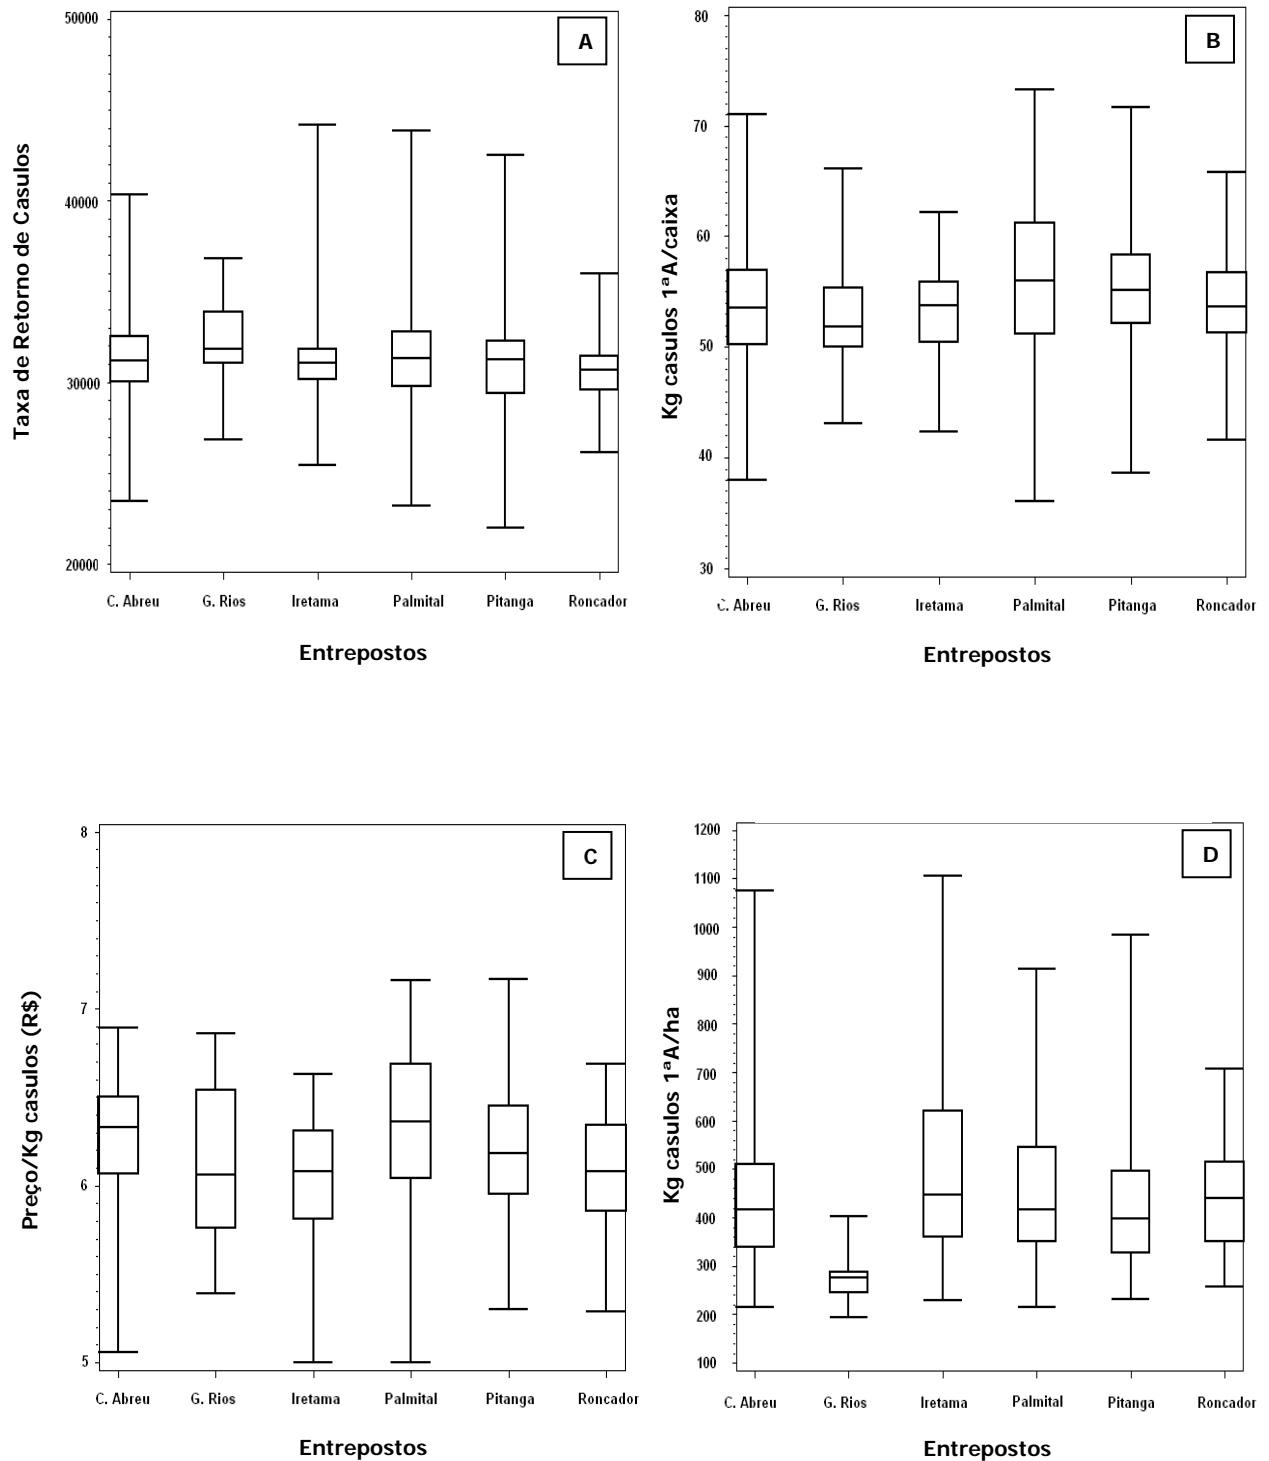 A
Taxa de Retorno de Casulos
50000
40000
30000
20000
C. Abreu G. Rios Iretama Palmital Pitanga Roncador
Entrepostos
B
Kg casulos 1ªA/caixa
80
70
60
50
40
30
C. Abreu G. Rios Iretama Palmital Pitanga Roncador
Entrepostos
C
Preço/Kg casulos (R$)
8
7
6
5
C. Abreu G. Rios Iretama Palmital Pitanga Roncador
Entrepostos
D
Kg casulos 1ªA/ha
1200
1100
1000
900
800
700
600
500
400
300
200
100
C. Abreu G. Rios Iretama Palmital Pitanga Roncador
Entrepostos